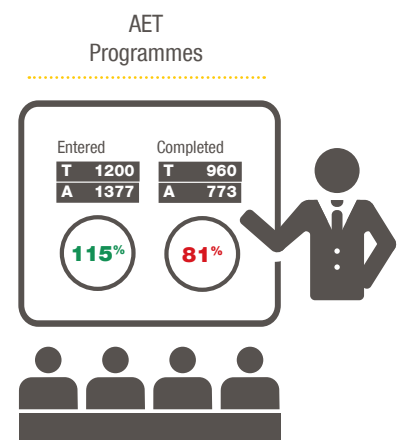 AET
Programmes
Entered Completed
T 1200 T 960
A 1377 A 773
115% 81%